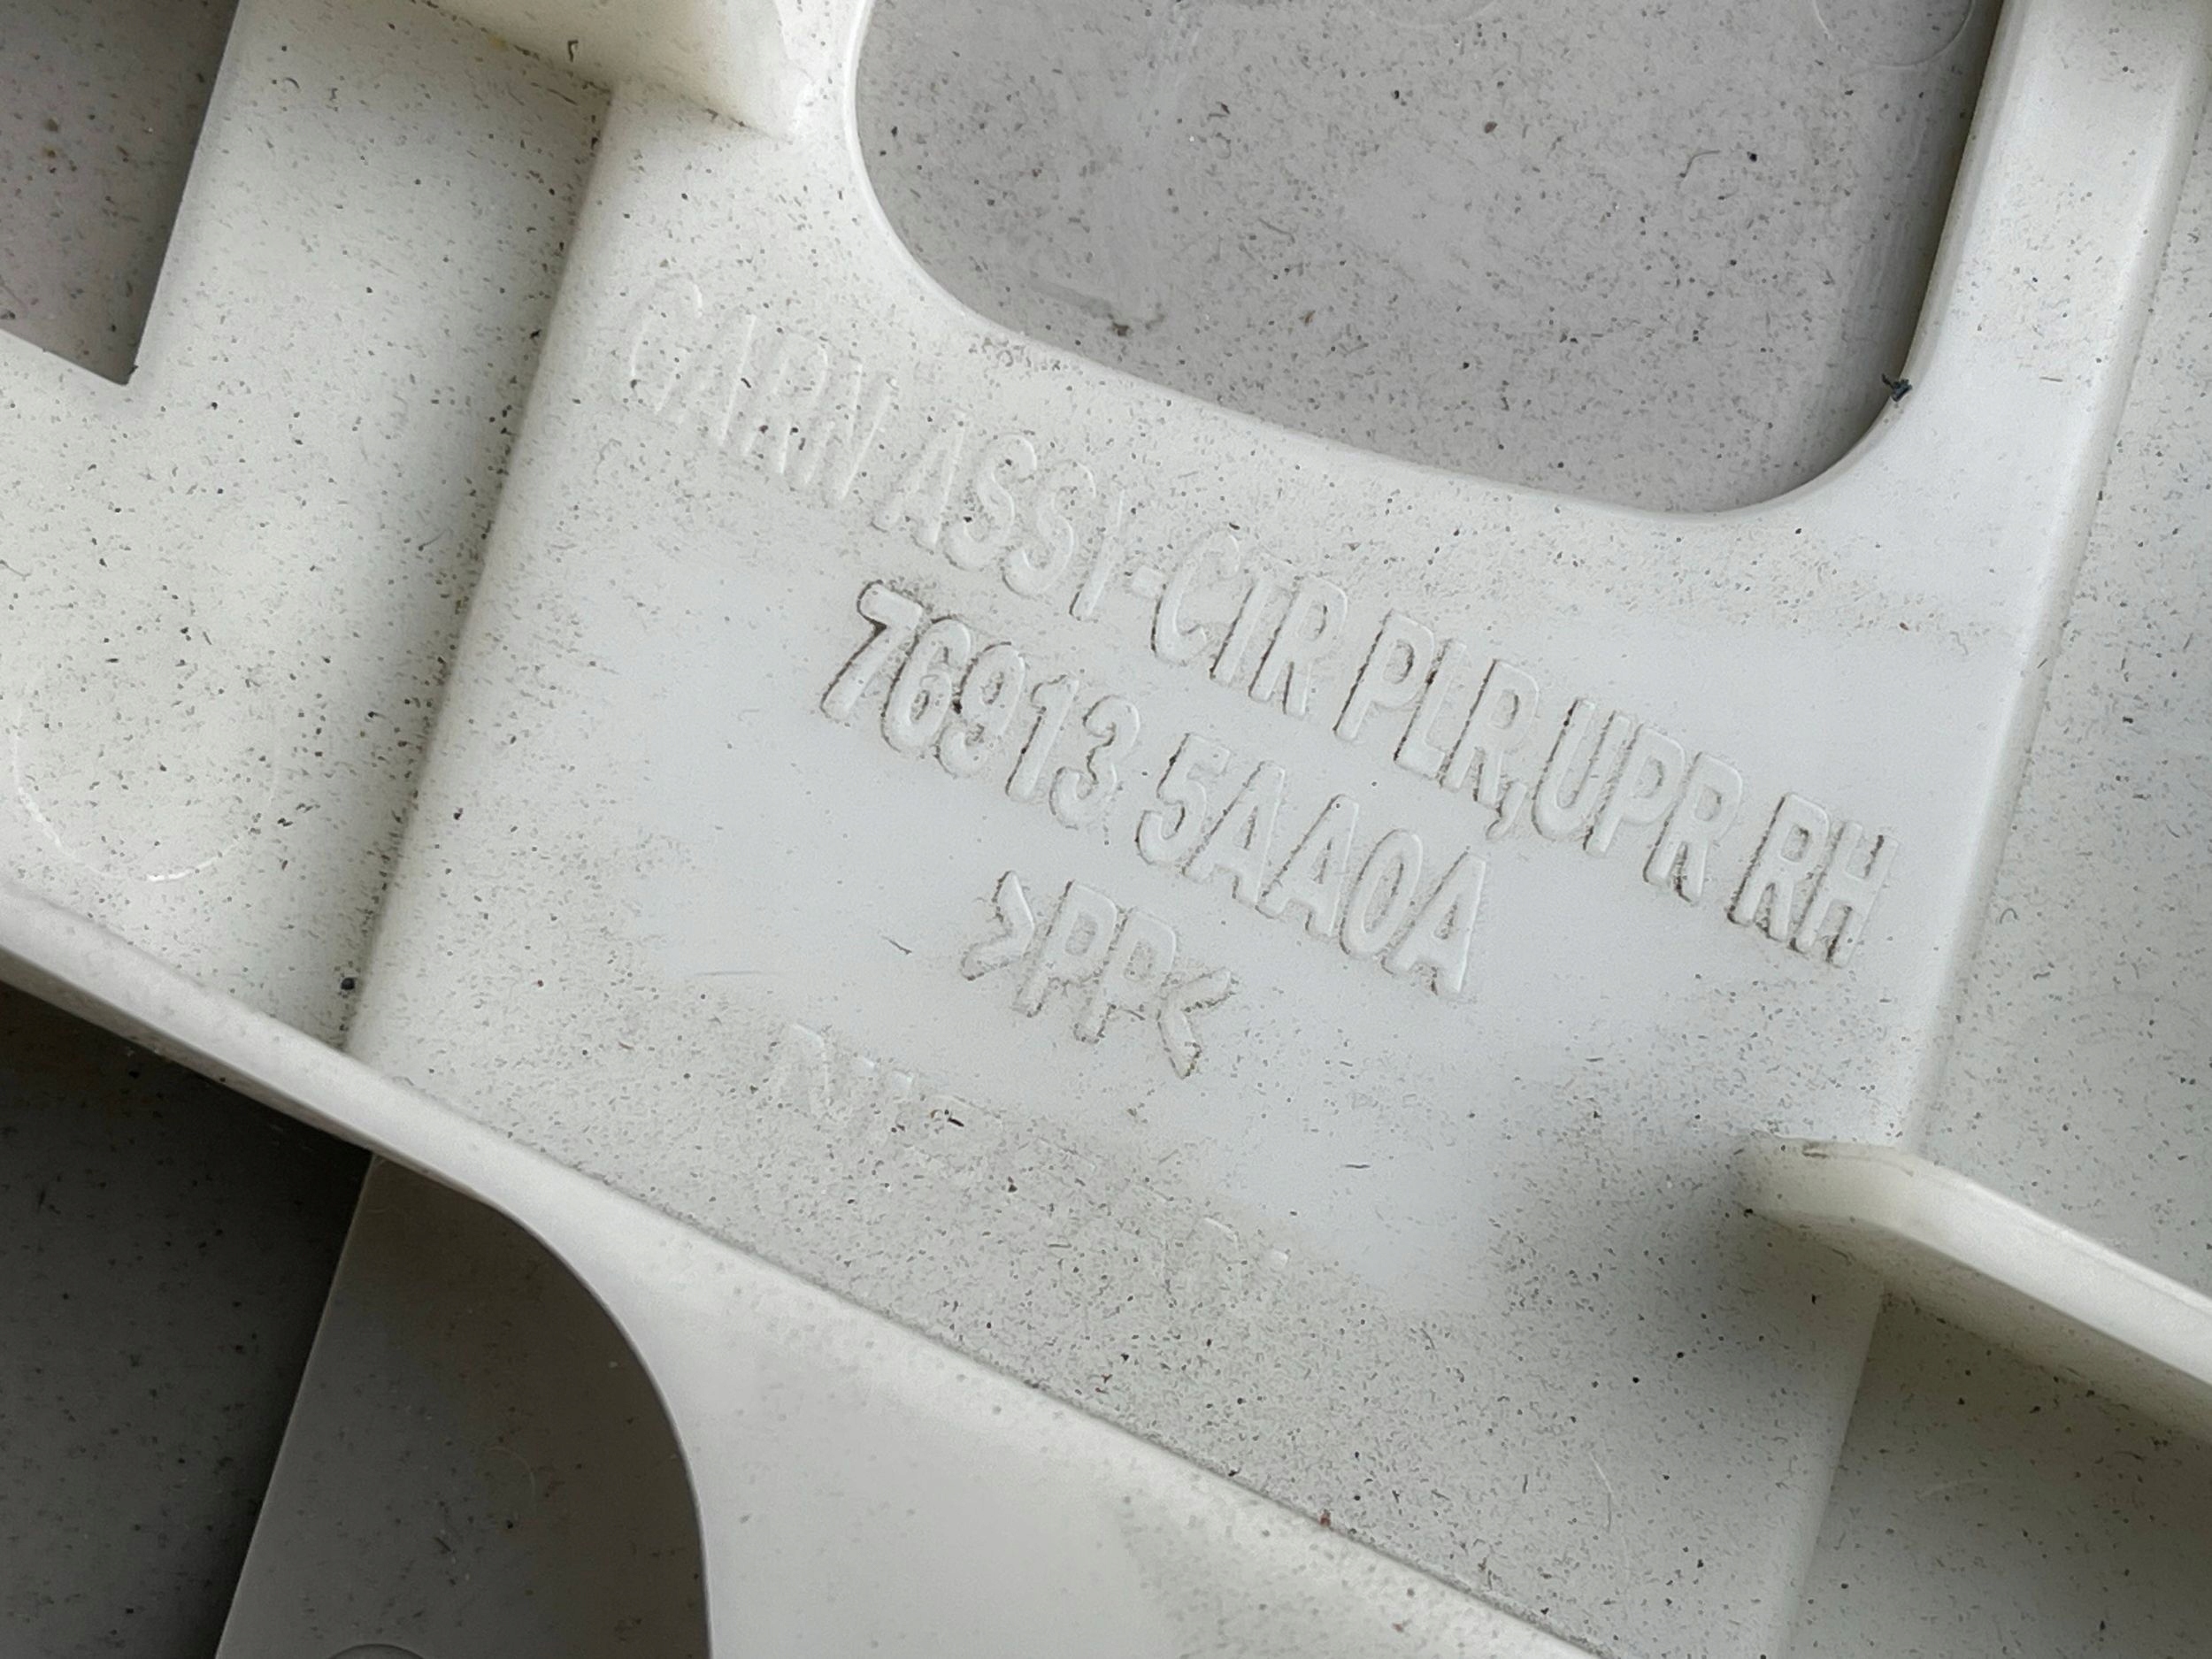 GARN ASSY-CTR PLR,UPR RH
76913 5AA0A
>PP<